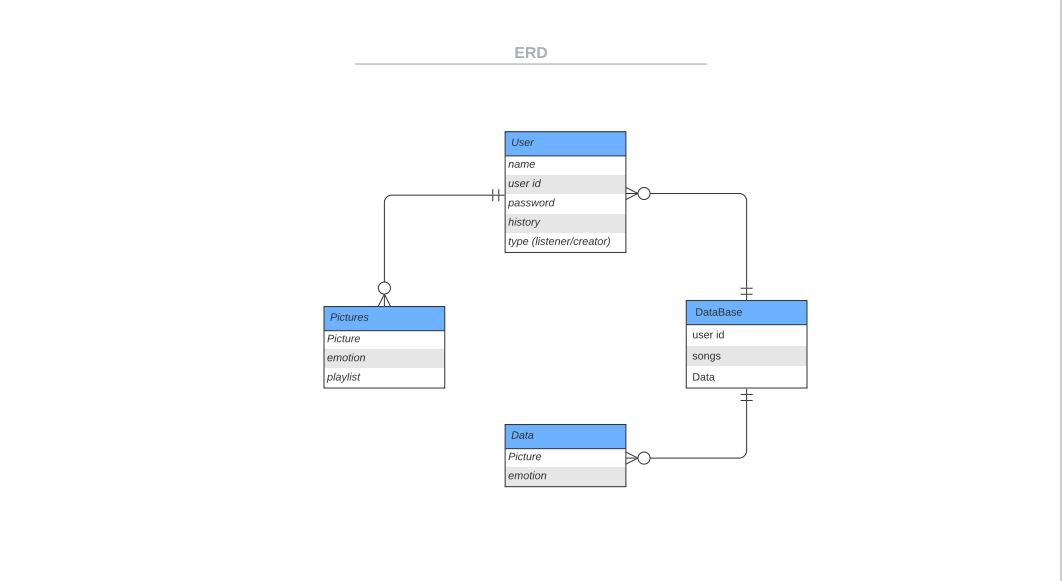 ERD
User
name
user id
password
history
type (listener/creator)
Pictures
Picture
emotion
playlist
DataBase
user id
songs
Data
Data
Picture
emotion